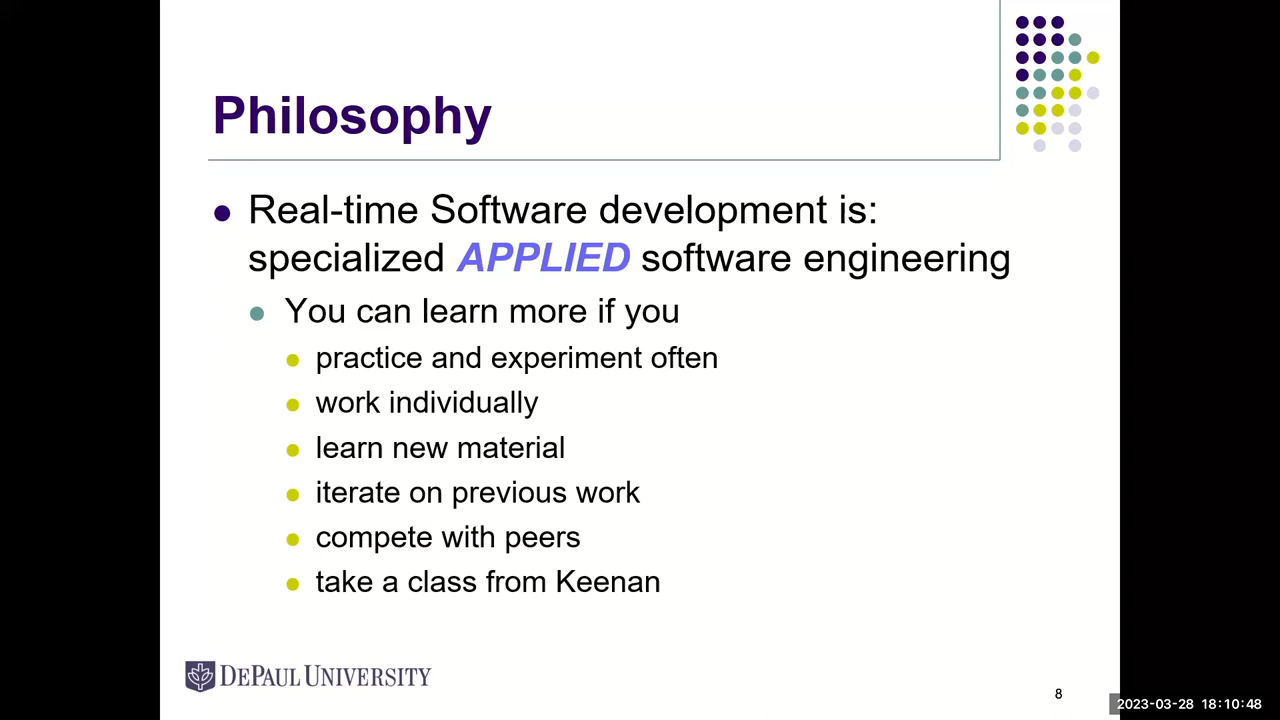 Philosophy
Real-time Software development is:
specialized APPLIED software engineering
You can learn more if you
practice and experiment often
work individually
learn new material
iterate on previous work
compete with peers
take a class from Keenan
DEPAUL UNIVERSITY
8
2023-03-28 18:10:48